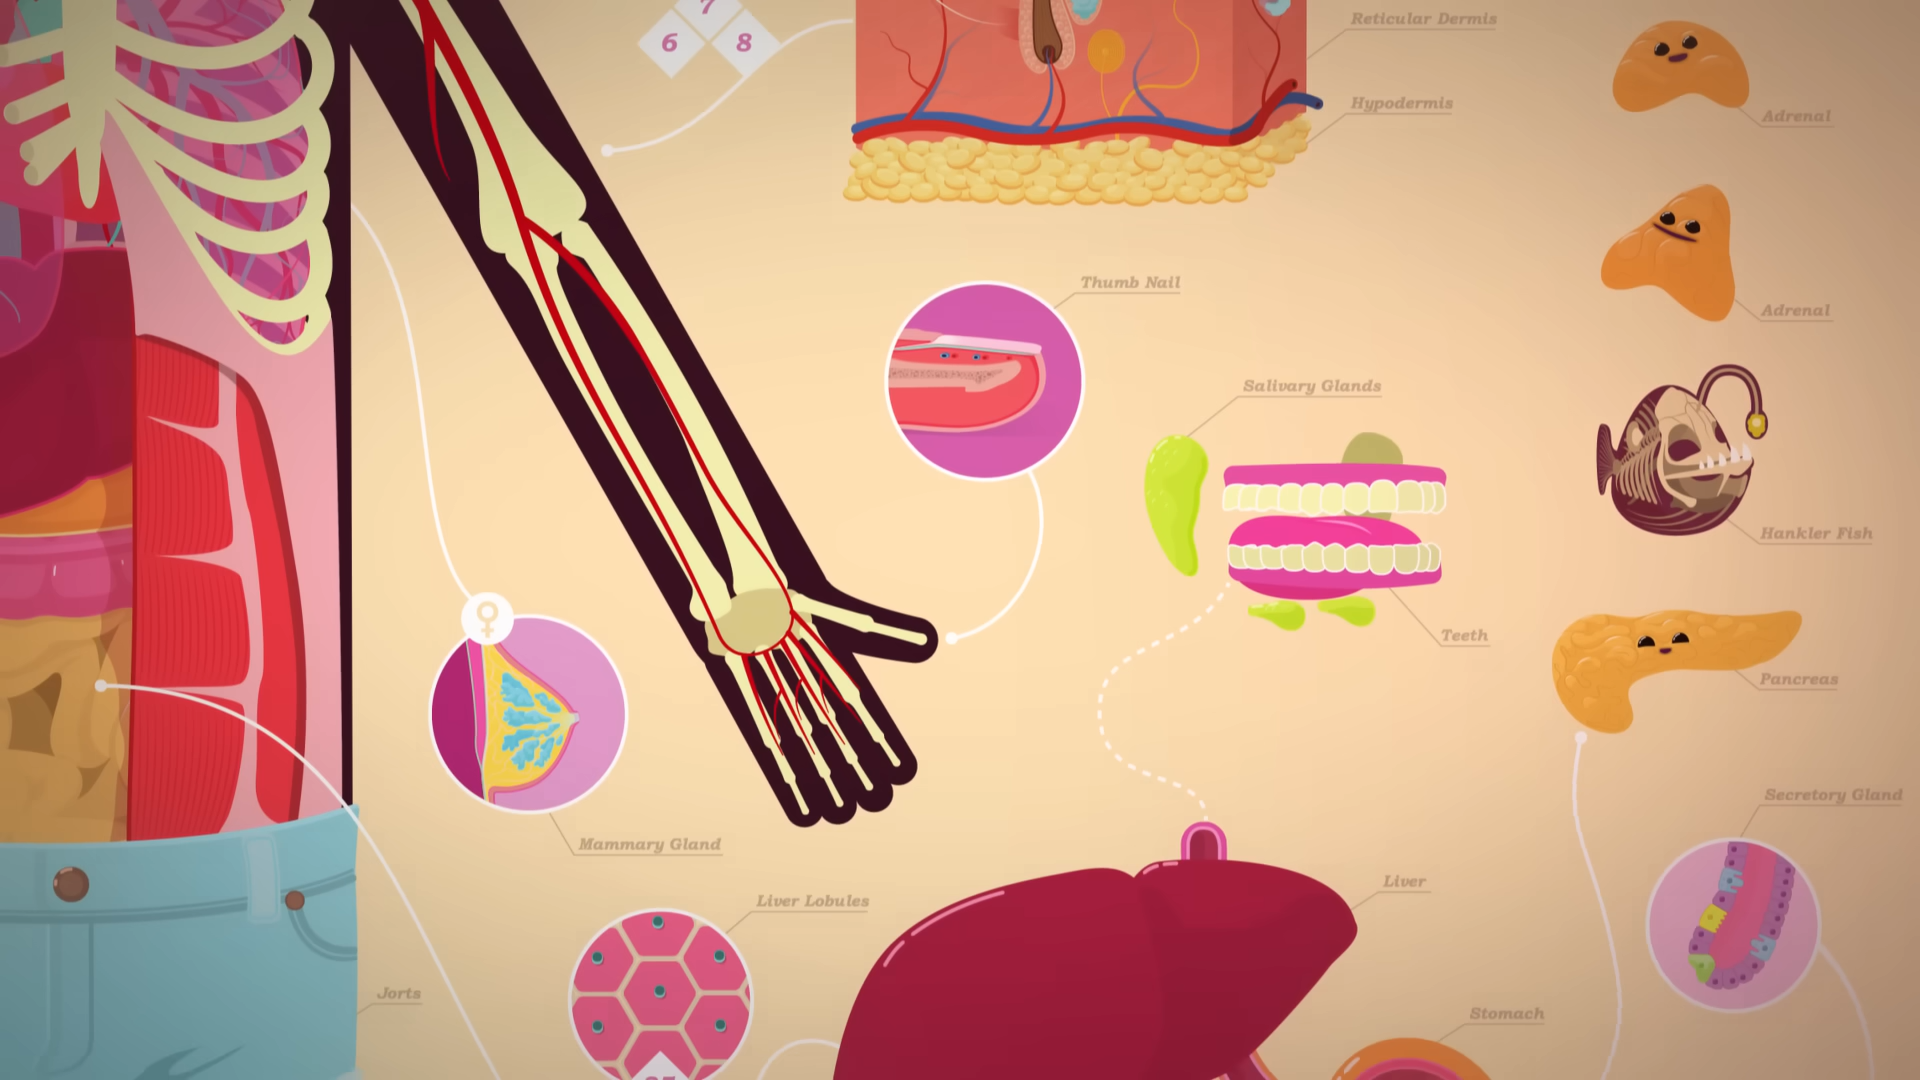 7
6
8
Reticular Dermis
Hypodermis
Adrenal
Thumb Nail
Adrenal
Salivary Glands
Hankler Fish
Teeth
Pancreas
Secretory Gland
Mammary Gland
Liver
Liver Lobules
Jorts
Stomach